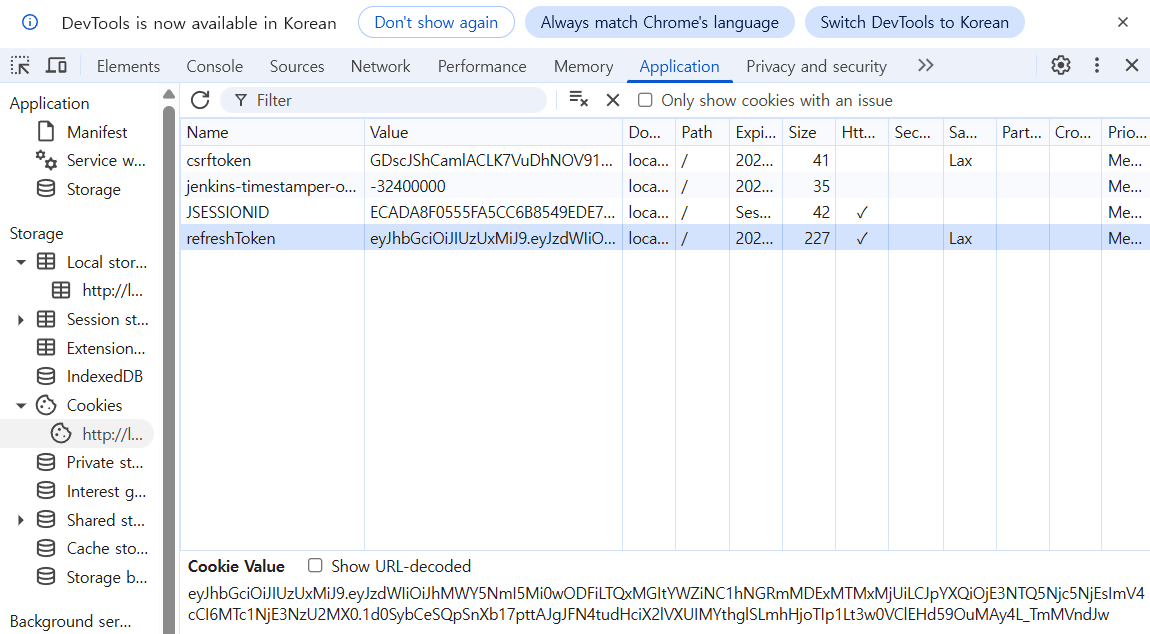 DevTools is now available in Korean Don't show again Always match Chrome's language Switch DevTools to Korean
Elements Console Sources Network Performance Memory Application Privacy and security
Application
Manifest
Service w...
Storage
Storage
Local stor...
http://l...
Session st...
Extension...
IndexedDB
Cookies
http://l...
Private st...
Interest g...
Shared st...
Cache sto...
Storage b...
Background ser...
Filter Only show cookies with an issue
Name Value Do... Path Expi... Size Htt... Sec... Sa... Part... Cro... Prio...
csrftoken GDscJShCamlACLK7VuDhNOV91... loca... / 202... 41 Lax Me...
jenkins-timestamper-o... -32400000 loca... / 202... 35 Me...
JSESSIONID ECADA8F0555FA5CC6B8549EDE7... loca... / Ses... 42 ✓ Me...
refreshToken eyJhbGciOiJIUzUxMiJ9.eyJzdWIiO... loca... / 202... 227 ✓ Lax Me...
Cookie Value Show URL-decoded
eyJhbGciOiJIUzUxMiJ9.eyJzdWIiOiJhMWY5NmI5Mi0wODFiLTQxMGItYWZiNC1hNGRmMDExMTMxMjUiLCJpYXQiOjE3NTQ5Njc5NjEsImV4
cCI6MTc1NjE3NzU2MX0.1d0SybCeSQpSnXb17pttAJgJFN4tudHciX2lVXUIMYthglSLmhHjoTIp1Lt3w0VClEHd59OuMAy4L_TmMVndJw